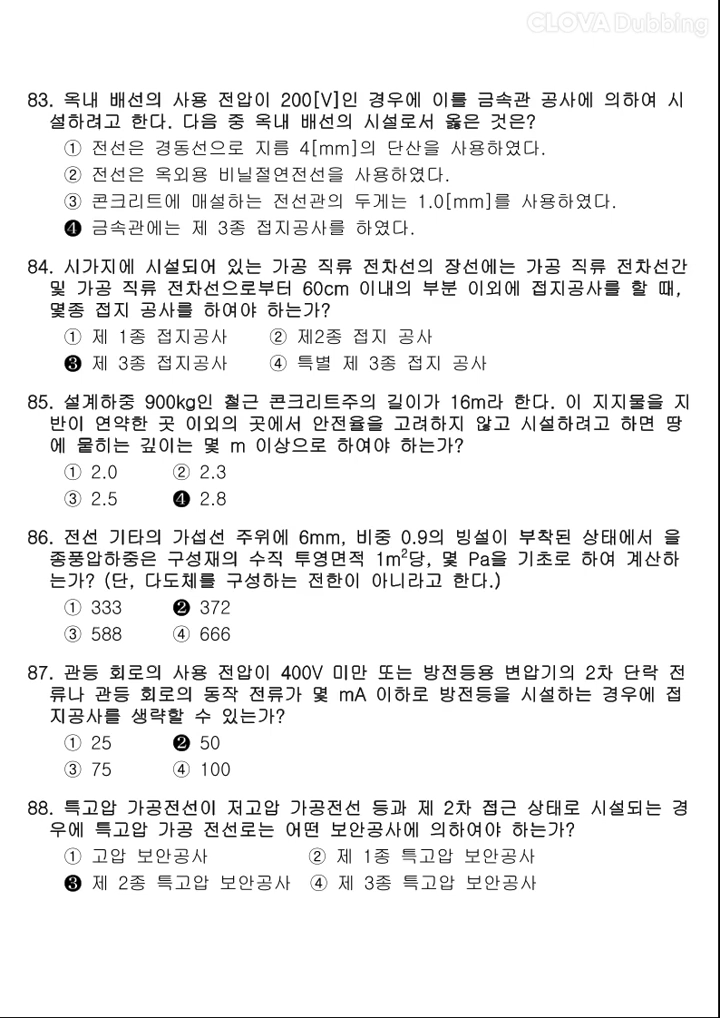 CLOVA Dubbing
83. 옥내 배선의 사용 전압이 200[V]인 경우에 이를 금속관 공사에 의하여 시
설하려고 한다. 다음 중 옥내 배선의 시설로서 옳은 것은?
① 전선은 경동선으로 지름 4[mm]의 단산을 사용하였다.
② 전선은 옥외용 비닐절연전선을 사용하였다.
③ 콘크리트에 매설하는 전선관의 두게는 1.0[mm]를 사용하였다.
❹ 금속관에는 제 3종 접지공사를 하였다.
84. 시가지에 시설되어 있는 가공 직류 전차선의 장선에는 가공 직류 전차선간
및 가공 직류 전차선으로부터 60cm 이내의 부분 이외에 접지공사를 할 때,
몇종 접지 공사를 하여야 하는가?
① 제 1종 접지공사 ② 제2종 접지 공사
❸ 제 3종 접지공사 ④ 특별 제 3종 접지 공사
85. 설계하중 900kg인 철근 콘크리트주의 길이가 16m라 한다. 이 지지물을 지
반이 연약한 곳 이외의 곳에서 안전율을 고려하지 않고 시설하려고 하면 땅
에 뭍히는 깊이는 몇 m 이상으로 하여야 하는가?
① 2.0 ② 2.3
③ 2.5 ❹ 2.8
86. 전선 기타의 가섭선 주위에 6mm, 비중 0.9의 빙설이 부착된 상태에서 을
종풍압하중은 구성재의 수직 투영면적 1m²당, 몇 Pa을 기초로 하여 계산하
는가? (단, 다도체를 구성하는 전한이 아니라고 한다.)
① 333 ❷ 372
③ 588 ④ 666
87. 관등 회로의 사용 전압이 400V 미만 또는 방전등용 변압기의 2차 단락 전
류나 관등 회로의 동작 전류가 몇 mA 이하로 방전등을 시설하는 경우에 접
지공사를 생략할 수 있는가?
① 25 ❷ 50
③ 75 ④ 100
88. 특고압 가공전선이 저고압 가공전선 등과 제 2차 접근 상태로 시설되는 경
우에 특고압 가공 전선로는 어떤 보안공사에 의하여야 하는가?
① 고압 보안공사 ② 제 1종 특고압 보안공사
❸ 제 2종 특고압 보안공사 ④ 제 3종 특고압 보안공사